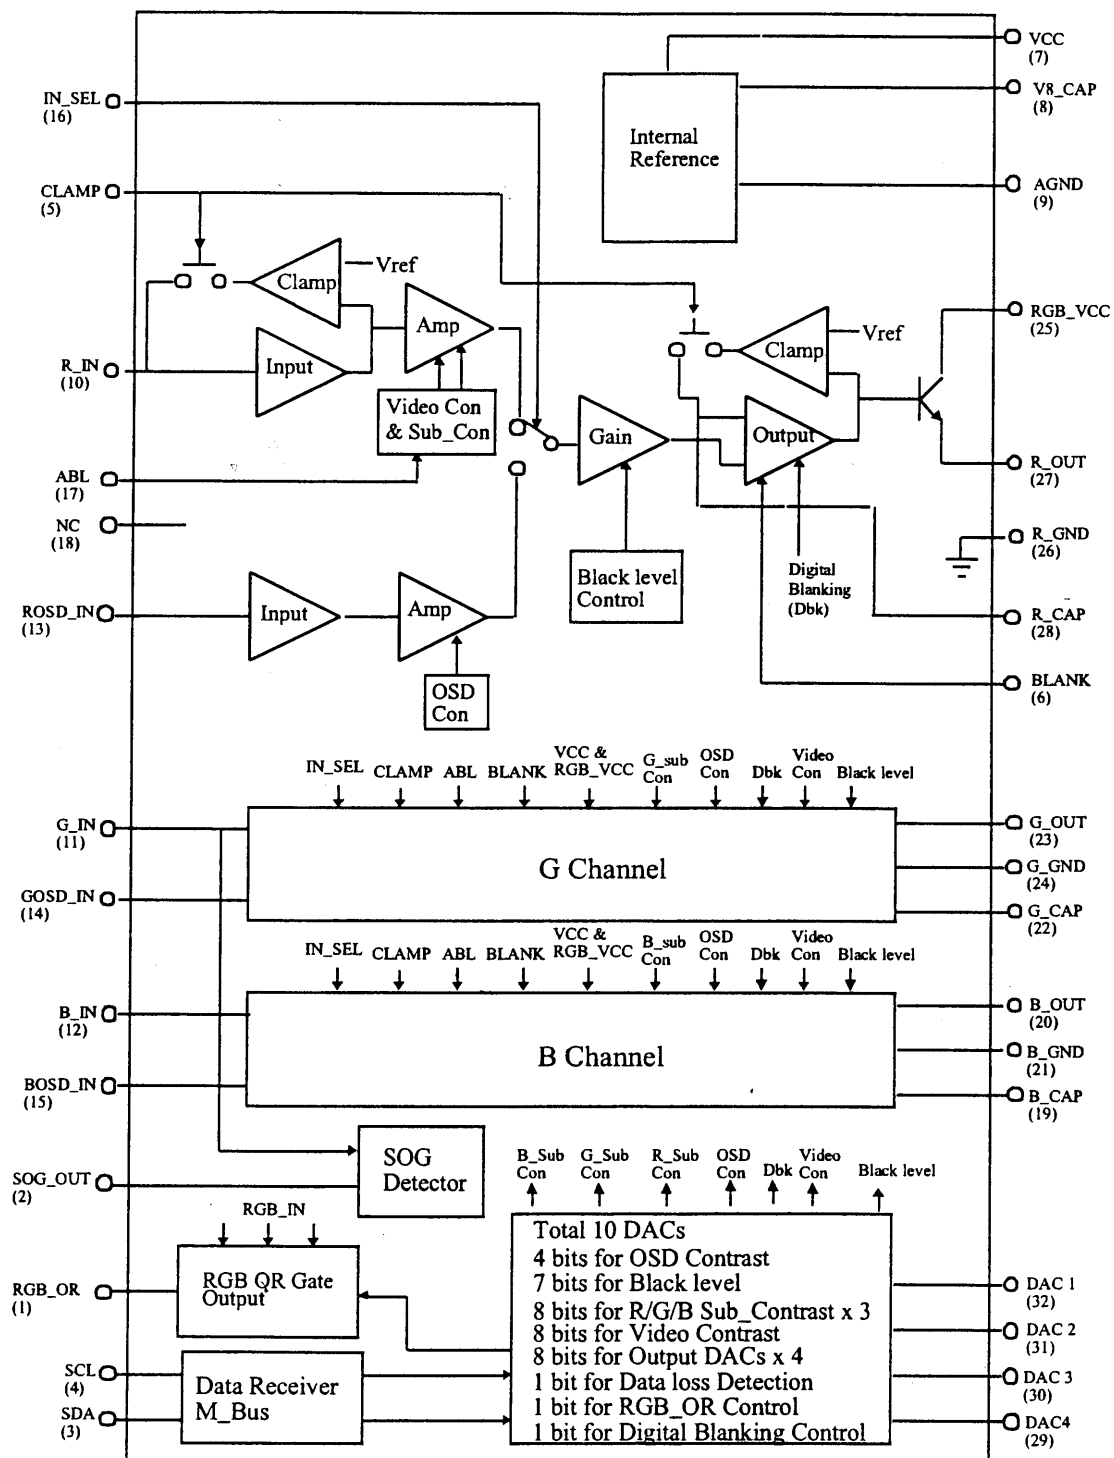 VCC
(7)
IN_SEL
(16)
V8_CAP
(8)
Internal
Reference
CLAMP
(5)
AGND
(9)
Clamp
Vref
Amp
RGB_VCC
(25)
Clamp
Vref
R_IN
(10)
Input
Video Con
& Sub_Con
Gain
Output
ABL
(17)
R_OUT
(27)
NC
(18)
R_GND
(26)
Black level
Control
Digital
Blanking
(Dbk)
ROSD_IN
(13)
Input
Amp
R_CAP
(28)
OSD
Con
BLANK
(6)
IN_SEL
CLAMP
ABL
BLANK
VCC &
RGB_VCC
G_sub
Con
OSD
Con
Dbk
Video
Con
Black level
G_IN
(11)
G_OUT
(23)
G Channel
G_GND
(24)
GOSD_IN
(14)
G_CAP
(22)
IN_SEL
CLAMP
ABL
BLANK
VCC &
RGB_VCC
B_sub
Con
OSD
Con
Dbk
Video
Con
Black level
B_IN
(12)
B_OUT
(20)
B Channel
B_GND
(21)
BOSD_IN
(15)
B_CAP
(19)
SOG
Detector
SOG_OUT
(2)
B_Sub
Con
G_Sub
Con
R_Sub
Con
OSD
Con
Dbk
Video
Con
Black level
RGB_IN
RGB OR Gate
Output
RGB_OR
(1)
Total 10 DACs
4 bits for OSD Contrast
7 bits for Black level
8 bits for R/G/B Sub_Contrast x 3
8 bits for Video Contrast
8 bits for Output DACs x 4
1 bit for Data loss Detection
1 bit for RGB_OR Control
1 bit for Digital Blanking Control
DAC 1
(32)
DAC 2
(31)
DAC 3
(30)
DAC4
(29)
SCL
(4)
Data Receiver
M_Bus
SDA
(3)